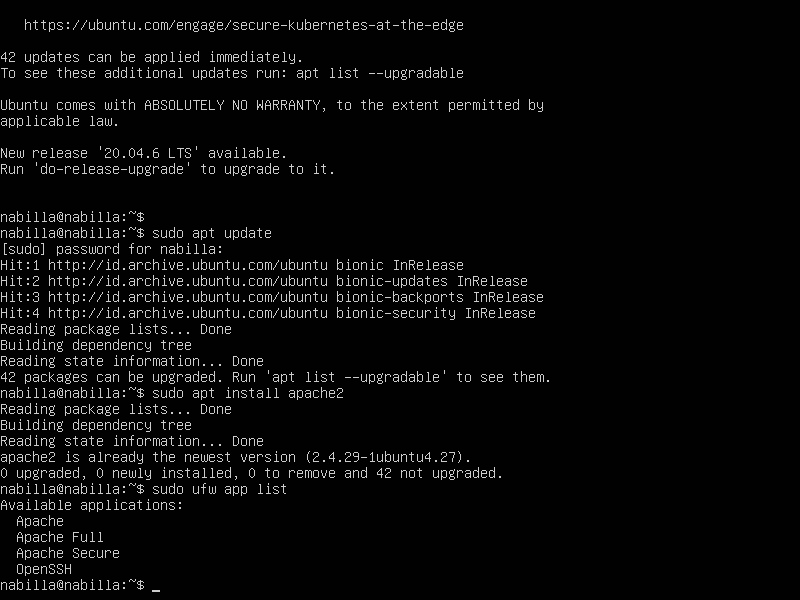 https://ubuntu.com/engage/secure-kubernetes-at-the-edge
42 updates can be applied immediately.
To see these additional updates run: apt list --upgradable
Ubuntu comes with ABSOLUTELY NO WARRANTY, to the extent permitted by
applicable law.
New release '20.04.6 LTS' available.
Run 'do-release-upgrade' to upgrade to it.
nabilla@nabilla:~$
nabilla@nabilla:~$ sudo apt update
[sudo] password for nabilla:
Hit:1 http://id.archive.ubuntu.com/ubuntu bionic InRelease
Hit:2 http://id.archive.ubuntu.com/ubuntu bionic-updates InRelease
Hit:3 http://id.archive.ubuntu.com/ubuntu bionic-backports InRelease
Hit:4 http://id.archive.ubuntu.com/ubuntu bionic-security InRelease
Reading package lists... Done
Building dependency tree
Reading state information... Done
42 packages can be upgraded. Run 'apt list --upgradable' to see them.
nabilla@nabilla:~$ sudo apt install apache2
Reading package lists... Done
Building dependency tree
Reading state information... Done
apache2 is already the newest version (2.4.29-1ubuntu4.27).
0 upgraded, 0 newly installed, 0 to remove and 42 not upgraded.
nabilla@nabilla:~$ sudo ufw app list
Available applications:
  Apache
  Apache Full
  Apache Secure
  OpenSSH
nabilla@nabilla:~$ _